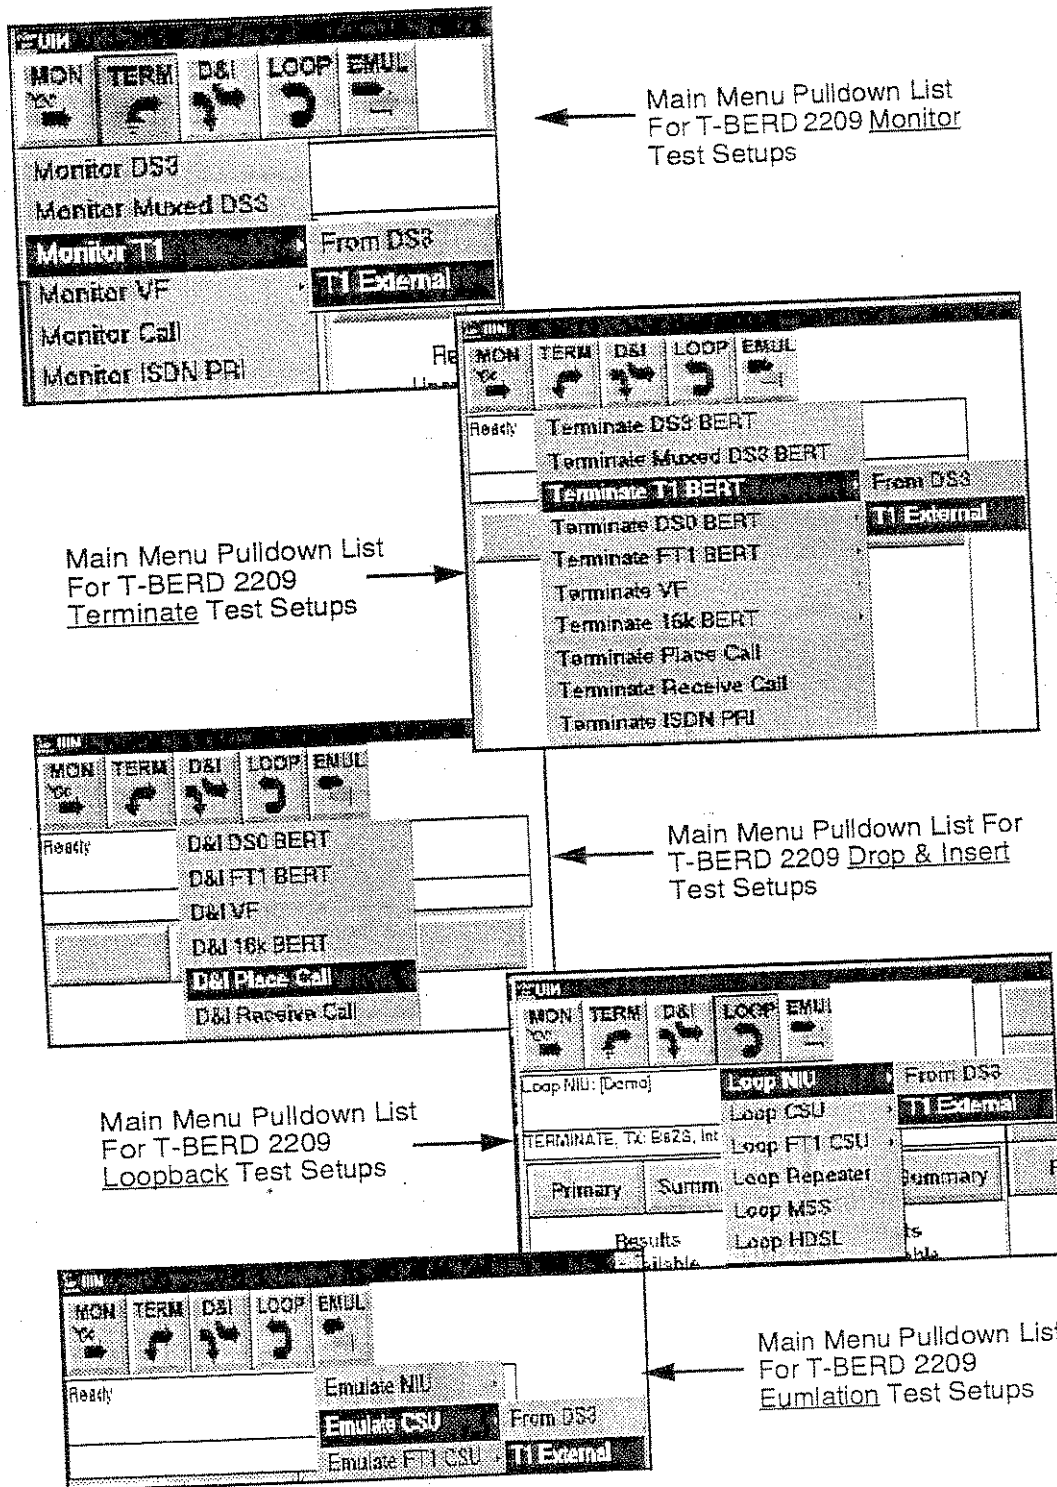 MON TERM D&I LOOP EMUL
Monitor DS3
Monitor Muxed DS3
Monitor T1
From DS3
T1 External
Monitor VF
Monitor Call
Monitor ISDN PRI
Main Menu Pulldown List
For T-BERD 2209 Monitor
Test Setups
MON TERM D&I LOOP EMUL
Ready
Terminate DS3 BERT
Terminate Muxed DS3 BERT
Terminate T1 BERT
From DS3
T1 External
Terminate DS0 BERT
Terminate FT1 BERT
Terminate VF
Terminate 16k BERT
Terminate Place Call
Terminate Receive Call
Terminate ISDN PRI
Main Menu Pulldown List
For T-BERD 2209
Terminate Test Setups
MON TERM D&I LOOP EMUL
Ready
D&I DS0 BERT
D&I FT1 BERT
D&I VF
D&I 16k BERT
D&I Place Call
D&I Receive Call
Main Menu Pulldown List For
T-BERD 2209 Drop & Insert
Test Setups
MON TERM D&I LOOP EMUL
Loop NIU: [Demo]
TERMINATE, TX: B8ZS, Int
Primary Summ
Summary
Results
Loop NIU
From DS3
T1 External
Loop CSU
Loop FT1 CSU
Loop Repeater
Loop MSS
Loop HDSL
Main Menu Pulldown List
For T-BERD 2209
Loopback Test Setups
MON TERM D&I LOOP EMUL
Ready
Emulate NIU
Emulate CSU
From DS3
T1 External
Emulate FT1 CSU
Main Menu Pulldown List
For T-BERD 2209
Eumlation Test Setups